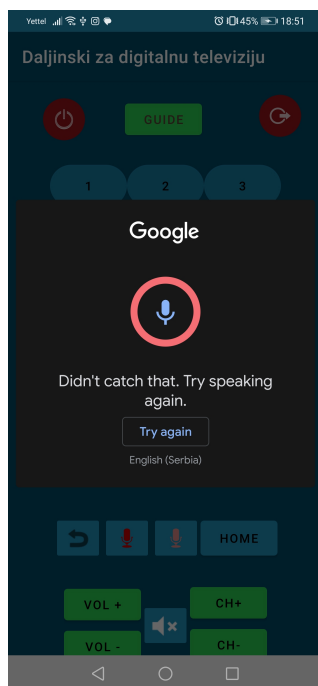 Yettel 45% 18:51
Daljinski za digitalnu televiziju
GUIDE
1 2 3
Google
Didn't catch that. Try speaking
again.
Try again
English (Serbia)
HOME
VOL + CH+
VOL - CH-